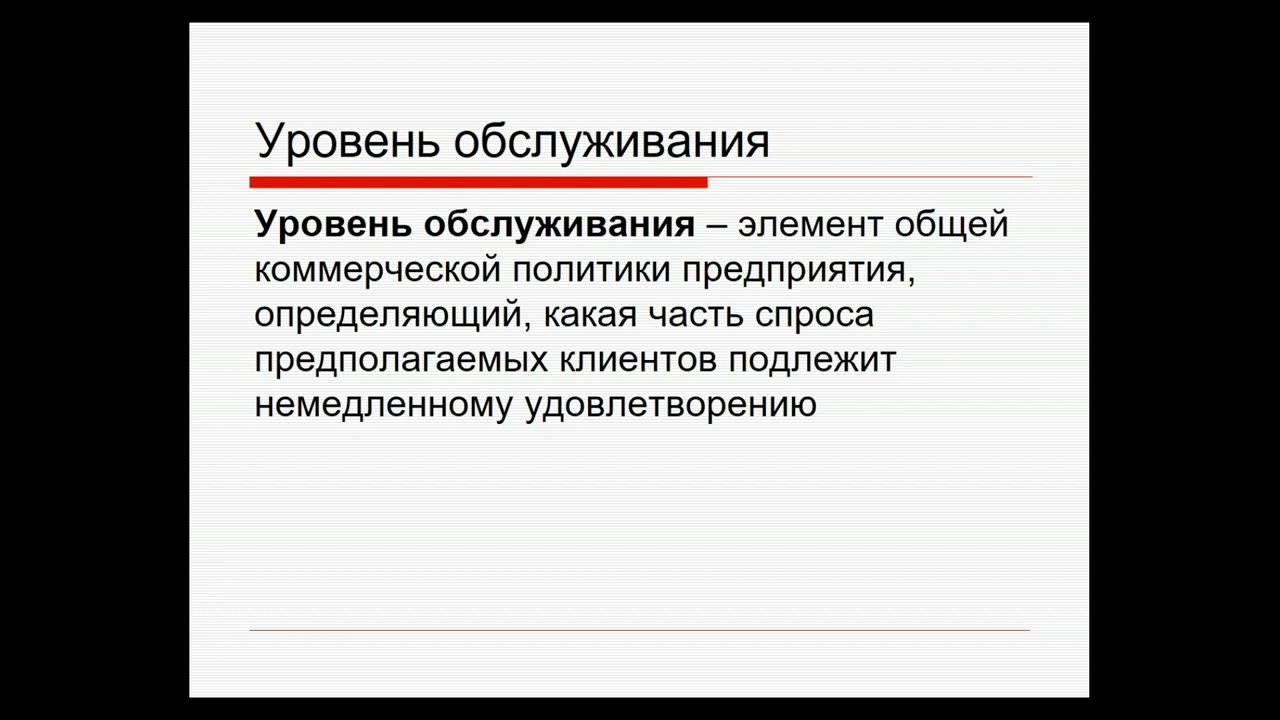 Уровень обслуживания
Уровень обслуживания – элемент общей
коммерческой политики предприятия,
определяющий, какая часть спроса
предполагаемых клиентов подлежит
немедленному удовлетворению